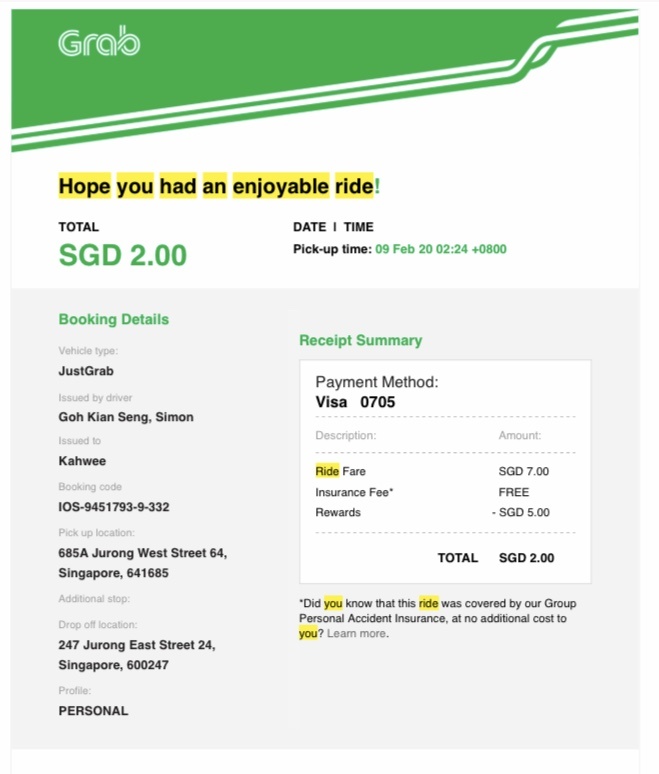 Grab
Hope you had an enjoyable ride!
TOTAL
SGD 2.00
DATE | TIME
Pick-up time: 09 Feb 20 02:24 +0800
Booking Details
Vehicle type:
JustGrab
Issued by driver
Goh Kian Seng, Simon
Issued to
Kahwee
Booking code
IOS-9451793-9-332
Pick up location:
685A Jurong West Street 64,
Singapore, 641685
Additional stop:
Drop off location:
247 Jurong East Street 24,
Singapore, 600247
Profile:
PERSONAL
Receipt Summary
Payment Method:
Visa 0705
Description: Amount:
Ride Fare SGD 7.00
Insurance Fee* FREE
Rewards - SGD 5.00
TOTAL SGD 2.00
*Did you know that this ride was covered by our Group
Personal Accident Insurance, at no additional cost to
you? Learn more.